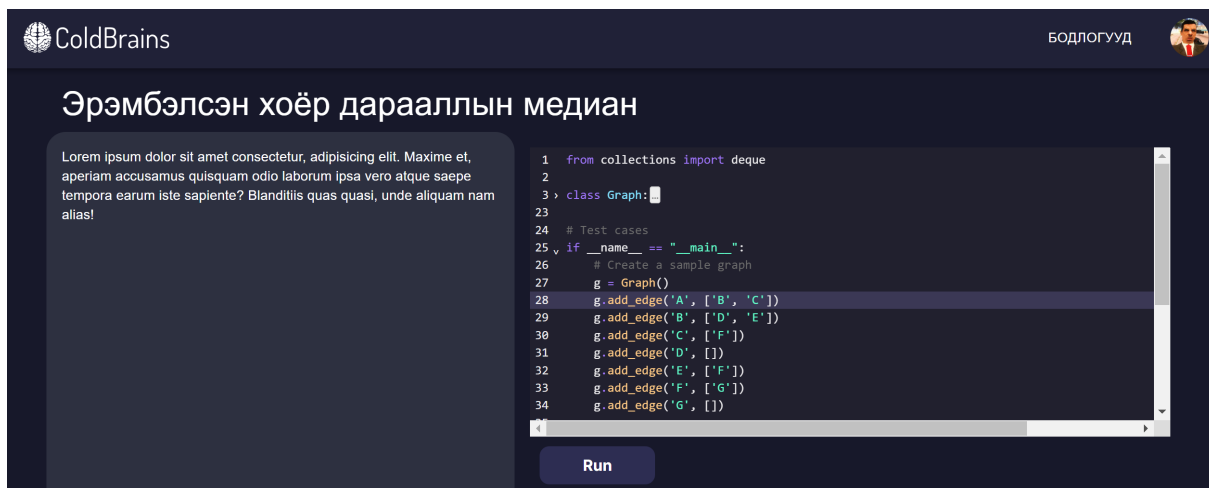 ColdBrains
БОДЛОГУУД
Эрэмбэлсэн хоёр дарааллын медиан
Lorem ipsum dolor sit amet consectetur, adipisicing elit. Maxime et,
aperiam accusamus quisquam odio laborum ipsa vero atque saepe
tempora earum iste sapiente? Blanditiis quas quasi, unde aliquam nam
alias!
1 from collections import deque
2
3 › class Graph:…
23
24 # Test cases
25 if __name__ == "__main__":
26 # Create a sample graph
27 g = Graph()
28 g.add_edge('A', ['B', 'C'])
29 g.add_edge('B', ['D', 'E'])
30 g.add_edge('C', ['F'])
31 g.add_edge('D', [])
32 g.add_edge('E', ['F'])
33 g.add_edge('F', ['G'])
34 g.add_edge('G', [])
Run